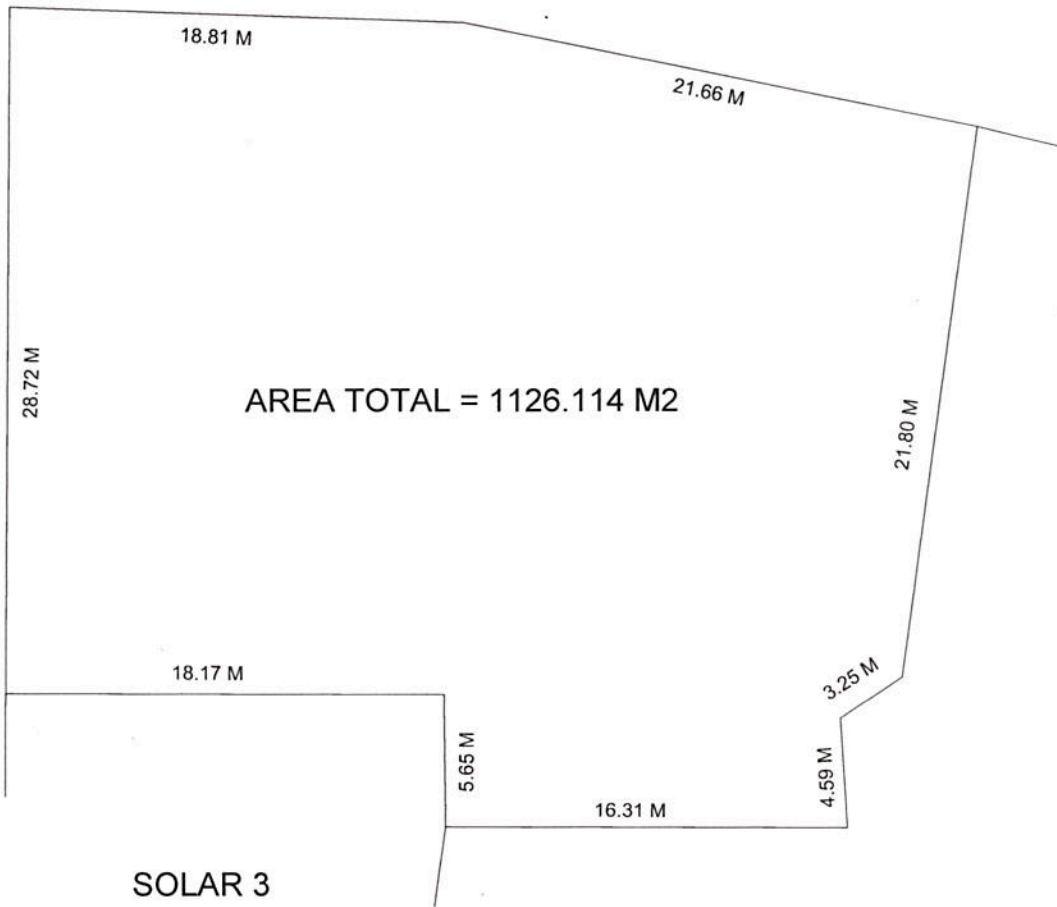 18.81 M
21.66 M
28.72 M
AREA TOTAL = 1126.114 M2
21.80 M
18.17 M
3.25 M
5.65 M
4.59 M
16.31 M
SOLAR 3